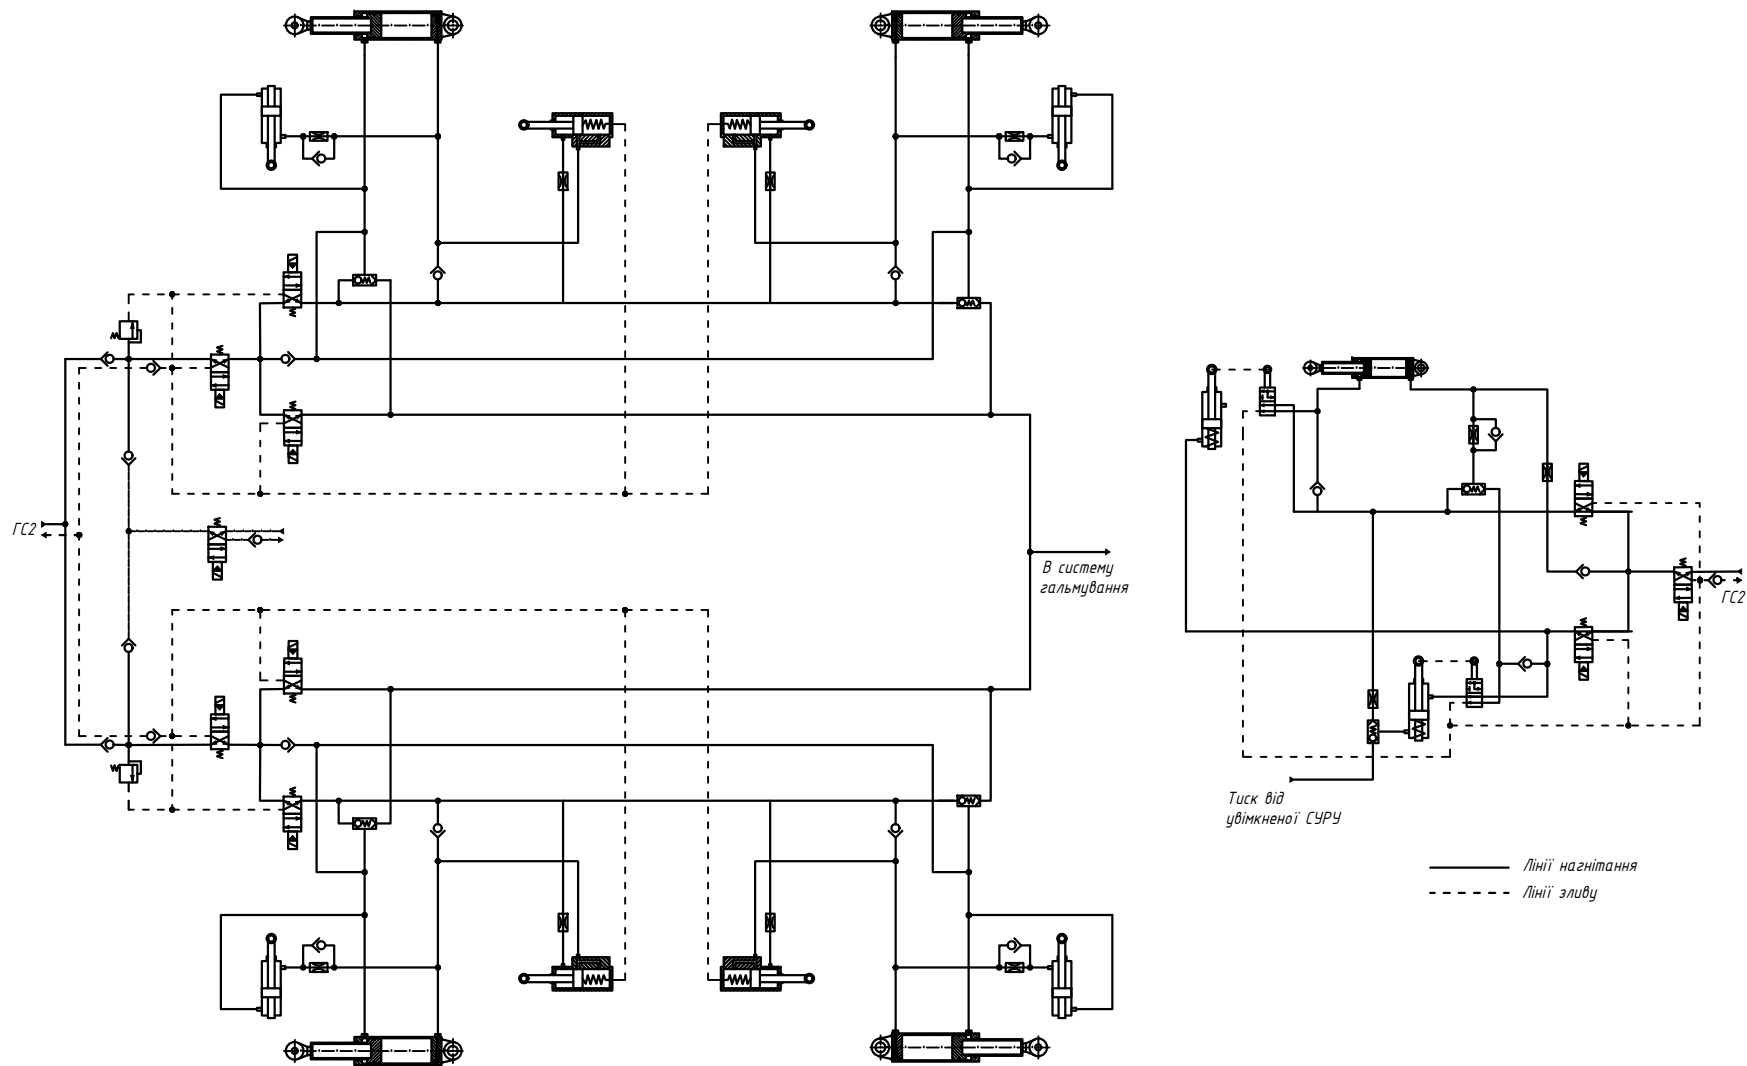 ГС2
В систему
гальмування
ГС2
Тиск від
увімкненої СУРУ
Лінії нагнітання
Лінії зливу